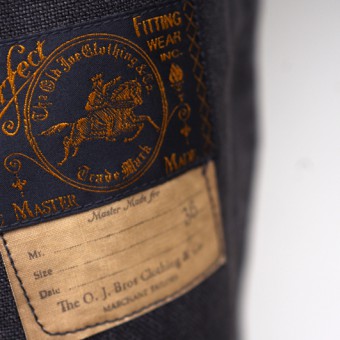 Perfect
FITTING
WEAR
INC.
The Old Joe Clothing & Co.
Trade Mark
MASTER MADE
Master Made for
Mr.
Size 36
Date
The O. J. Bros Clothing & Co
MERCHANT TAILORS